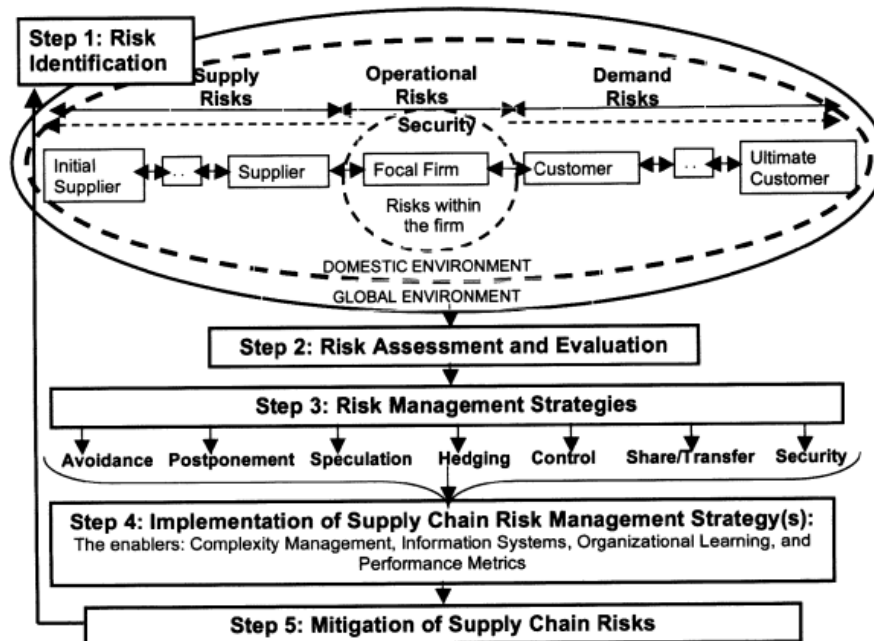 Step 1: Risk
Identification
Supply
Risks
Operational
Risks
Demand
Risks
Security
Initial
Supplier
..
Supplier
Focal Firm
Customer
..
Ultimate
Customer
Risks within
the firm
DOMESTIC ENVIRONMENT
GLOBAL ENVIRONMENT
Step 2: Risk Assessment and Evaluation
Step 3: Risk Management Strategies
Avoidance Postponement Speculation Hedging Control Share/Transfer Security
Step 4: Implementation of Supply Chain Risk Management Strategy(s):
The enablers: Complexity Management, Information Systems, Organizational Learning, and
Performance Metrics
Step 5: Mitigation of Supply Chain Risks